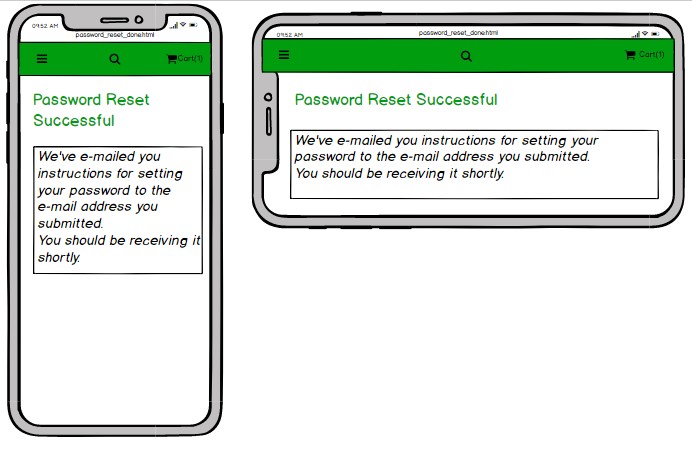 09:52 AM
password_reset_done.html
Cart(1)
Password Reset
Successful
We've e-mailed you
instructions for setting
your password to the
e-mail address you
submitted.
You should be receiving it
shortly.
09:52 AM
password_reset_done.html
Cart(1)
Password Reset Successful
We've e-mailed you instructions for setting your
password to the e-mail address you submitted.
You should be receiving it shortly.